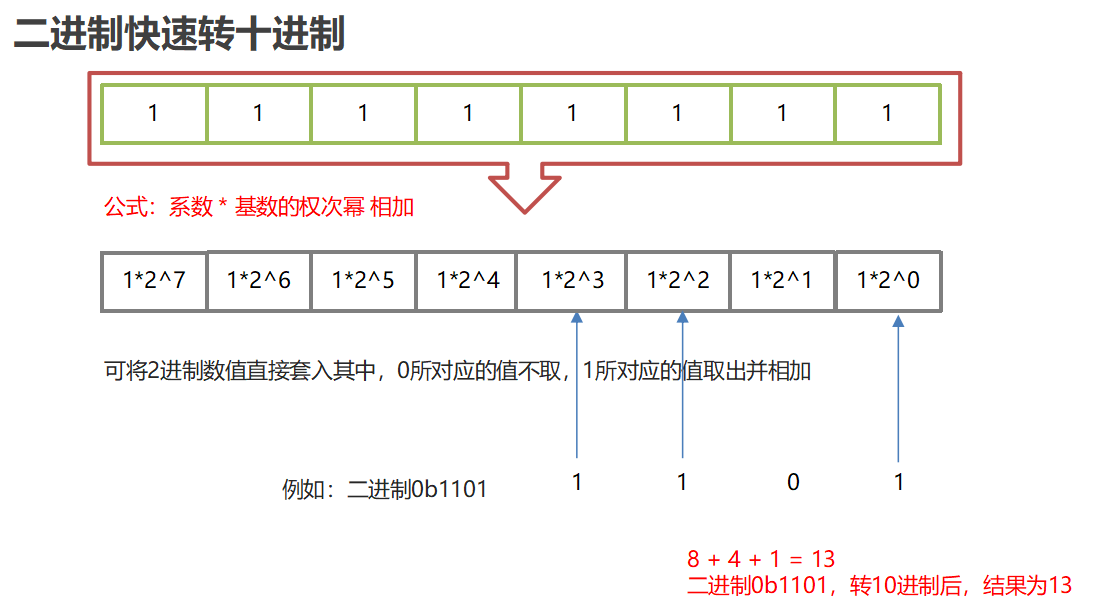 二进制快速转十进制
1 1 1 1 1 1 1 1
公式：系数 * 基数的权次幂 相加
1*2^7 1*2^6 1*2^5 1*2^4 1*2^3 1*2^2 1*2^1 1*2^0
可将2进制数值直接套入其中，0所对应的值不取，1所对应的值取出并相加
例如：二进制0b1101 1 1 0 1
8 + 4 + 1 = 13
二进制0b1101，转10进制后，结果为13